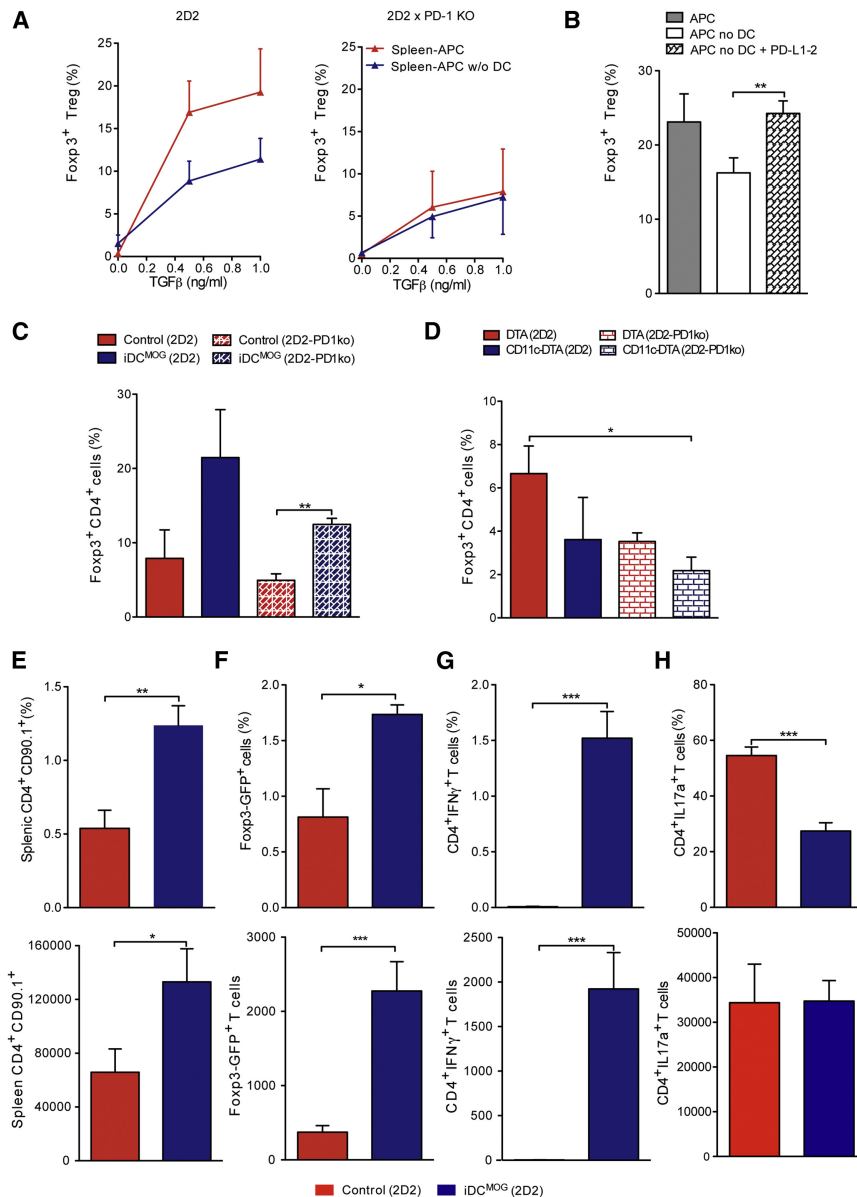 A
2D2
2D2 x PD-1 KO
Foxp3+ Treg (%)
25
20
15
10
5
0
0.0 0.2 0.4 0.6 0.8 1.0
TGFβ (ng/ml)
Spleen-APC
Spleen-APC w/o DC
Foxp3+ Treg (%)
25
20
15
10
5
0
0.0 0.2 0.4 0.6 0.8 1.0
TGFβ (ng/ml)
B
APC
APC no DC
APC no DC + PD-L1-2
Foxp3+ Treg (%)
30
20
10
0
**
C
Control (2D2) Control (2D2-PD1ko)
iDCMOG (2D2) iDCMOG (2D2-PD1ko)
Foxp3+ CD4+ cells (%)
30
20
10
0
**
D
DTA (2D2) DTA (2D2-PD1ko)
CD11c-DTA (2D2) CD11c-DTA (2D2-PD1ko)
Foxp3+ CD4+ cells (%)
8
6
4
2
0
*
E
Splenic CD4+ CD90.1+ (%)
1.5
1.0
0.5
0.0
**
F
Foxp3-GFP+ cells (%)
2.0
1.5
1.0
0.5
0.0
*
G
CD4+IFNγ+T cells (%)
2.0
1.5
1.0
0.5
0.0
***
H
CD4+IL17a+T cells (%)
80
60
40
20
0
***
Spleen CD4+ CD90.1+
160000
120000
80000
40000
0
*
Foxp3-GFP+ T cells
3000
2000
1000
0
***
CD4+IFNγ+T cells
2500
2000
1500
1000
500
0
***
CD4+IL17a+T cells
50000
40000
30000
20000
10000
0
Control (2D2) iDCMOG (2D2)